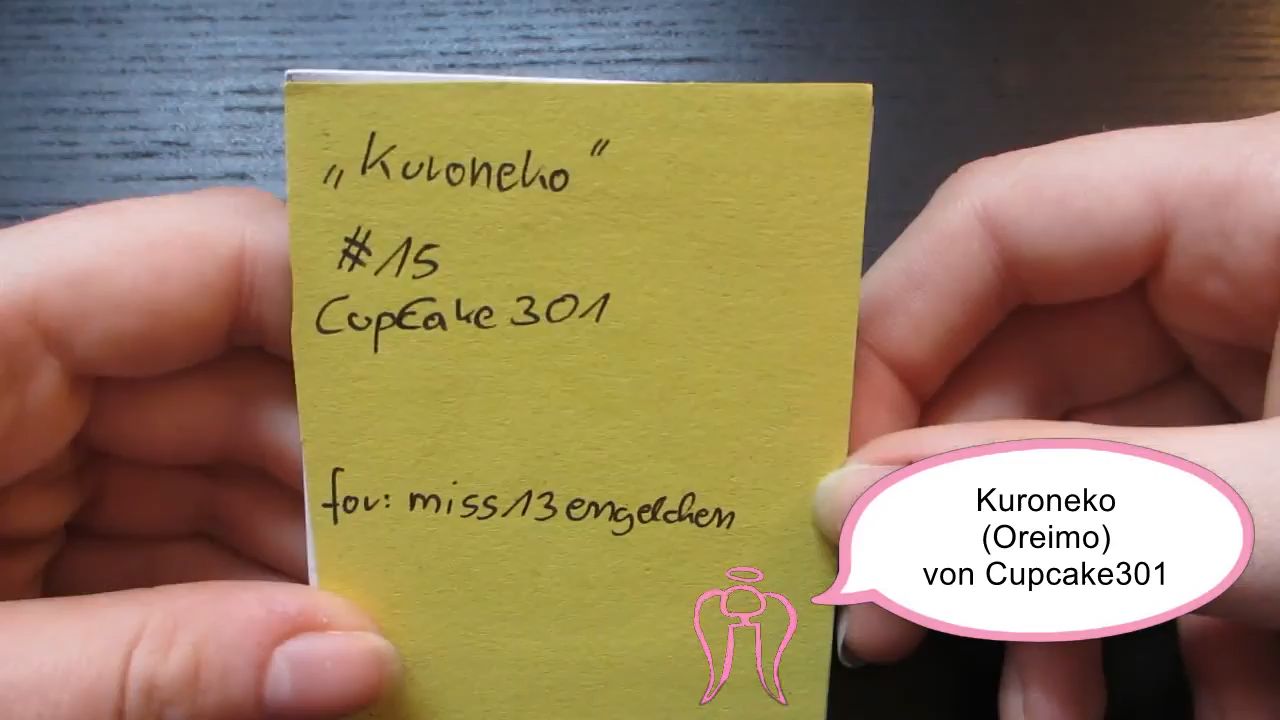 „Kuroneko“
#15
CupCake301
for: miss13engelchen
Kuroneko
(Oreimo)
von Cupcake301